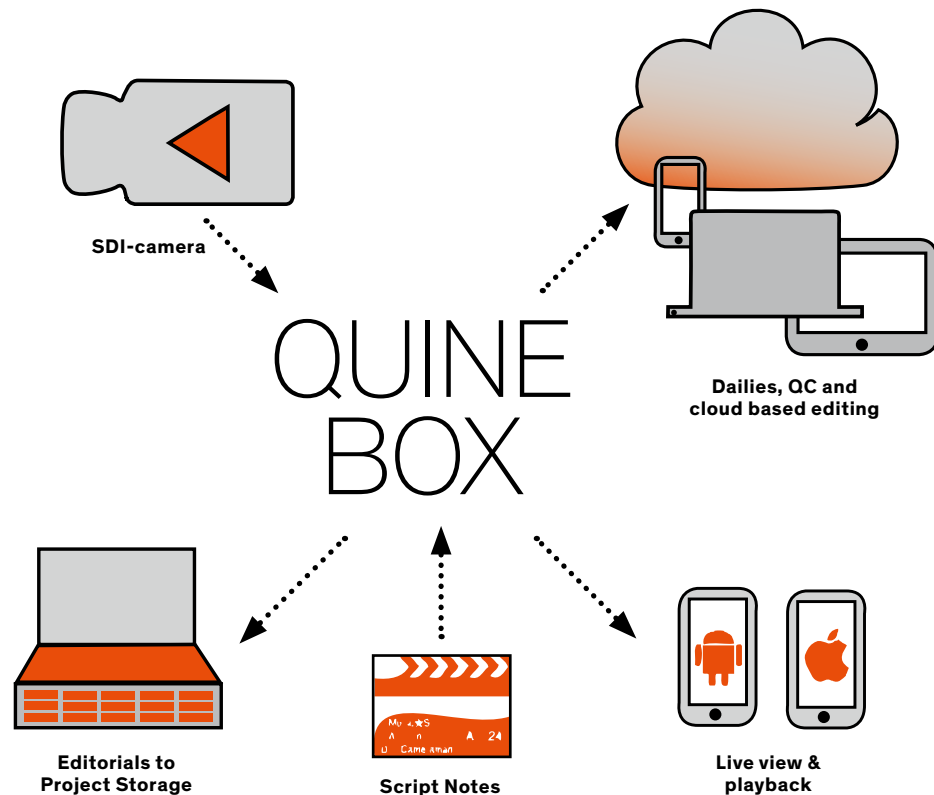 SDI-camera
QUINE
BOX
Dailies, QC and
cloud based editing
Editorials to
Project Storage
A 24
Script Notes
Live view &
playback